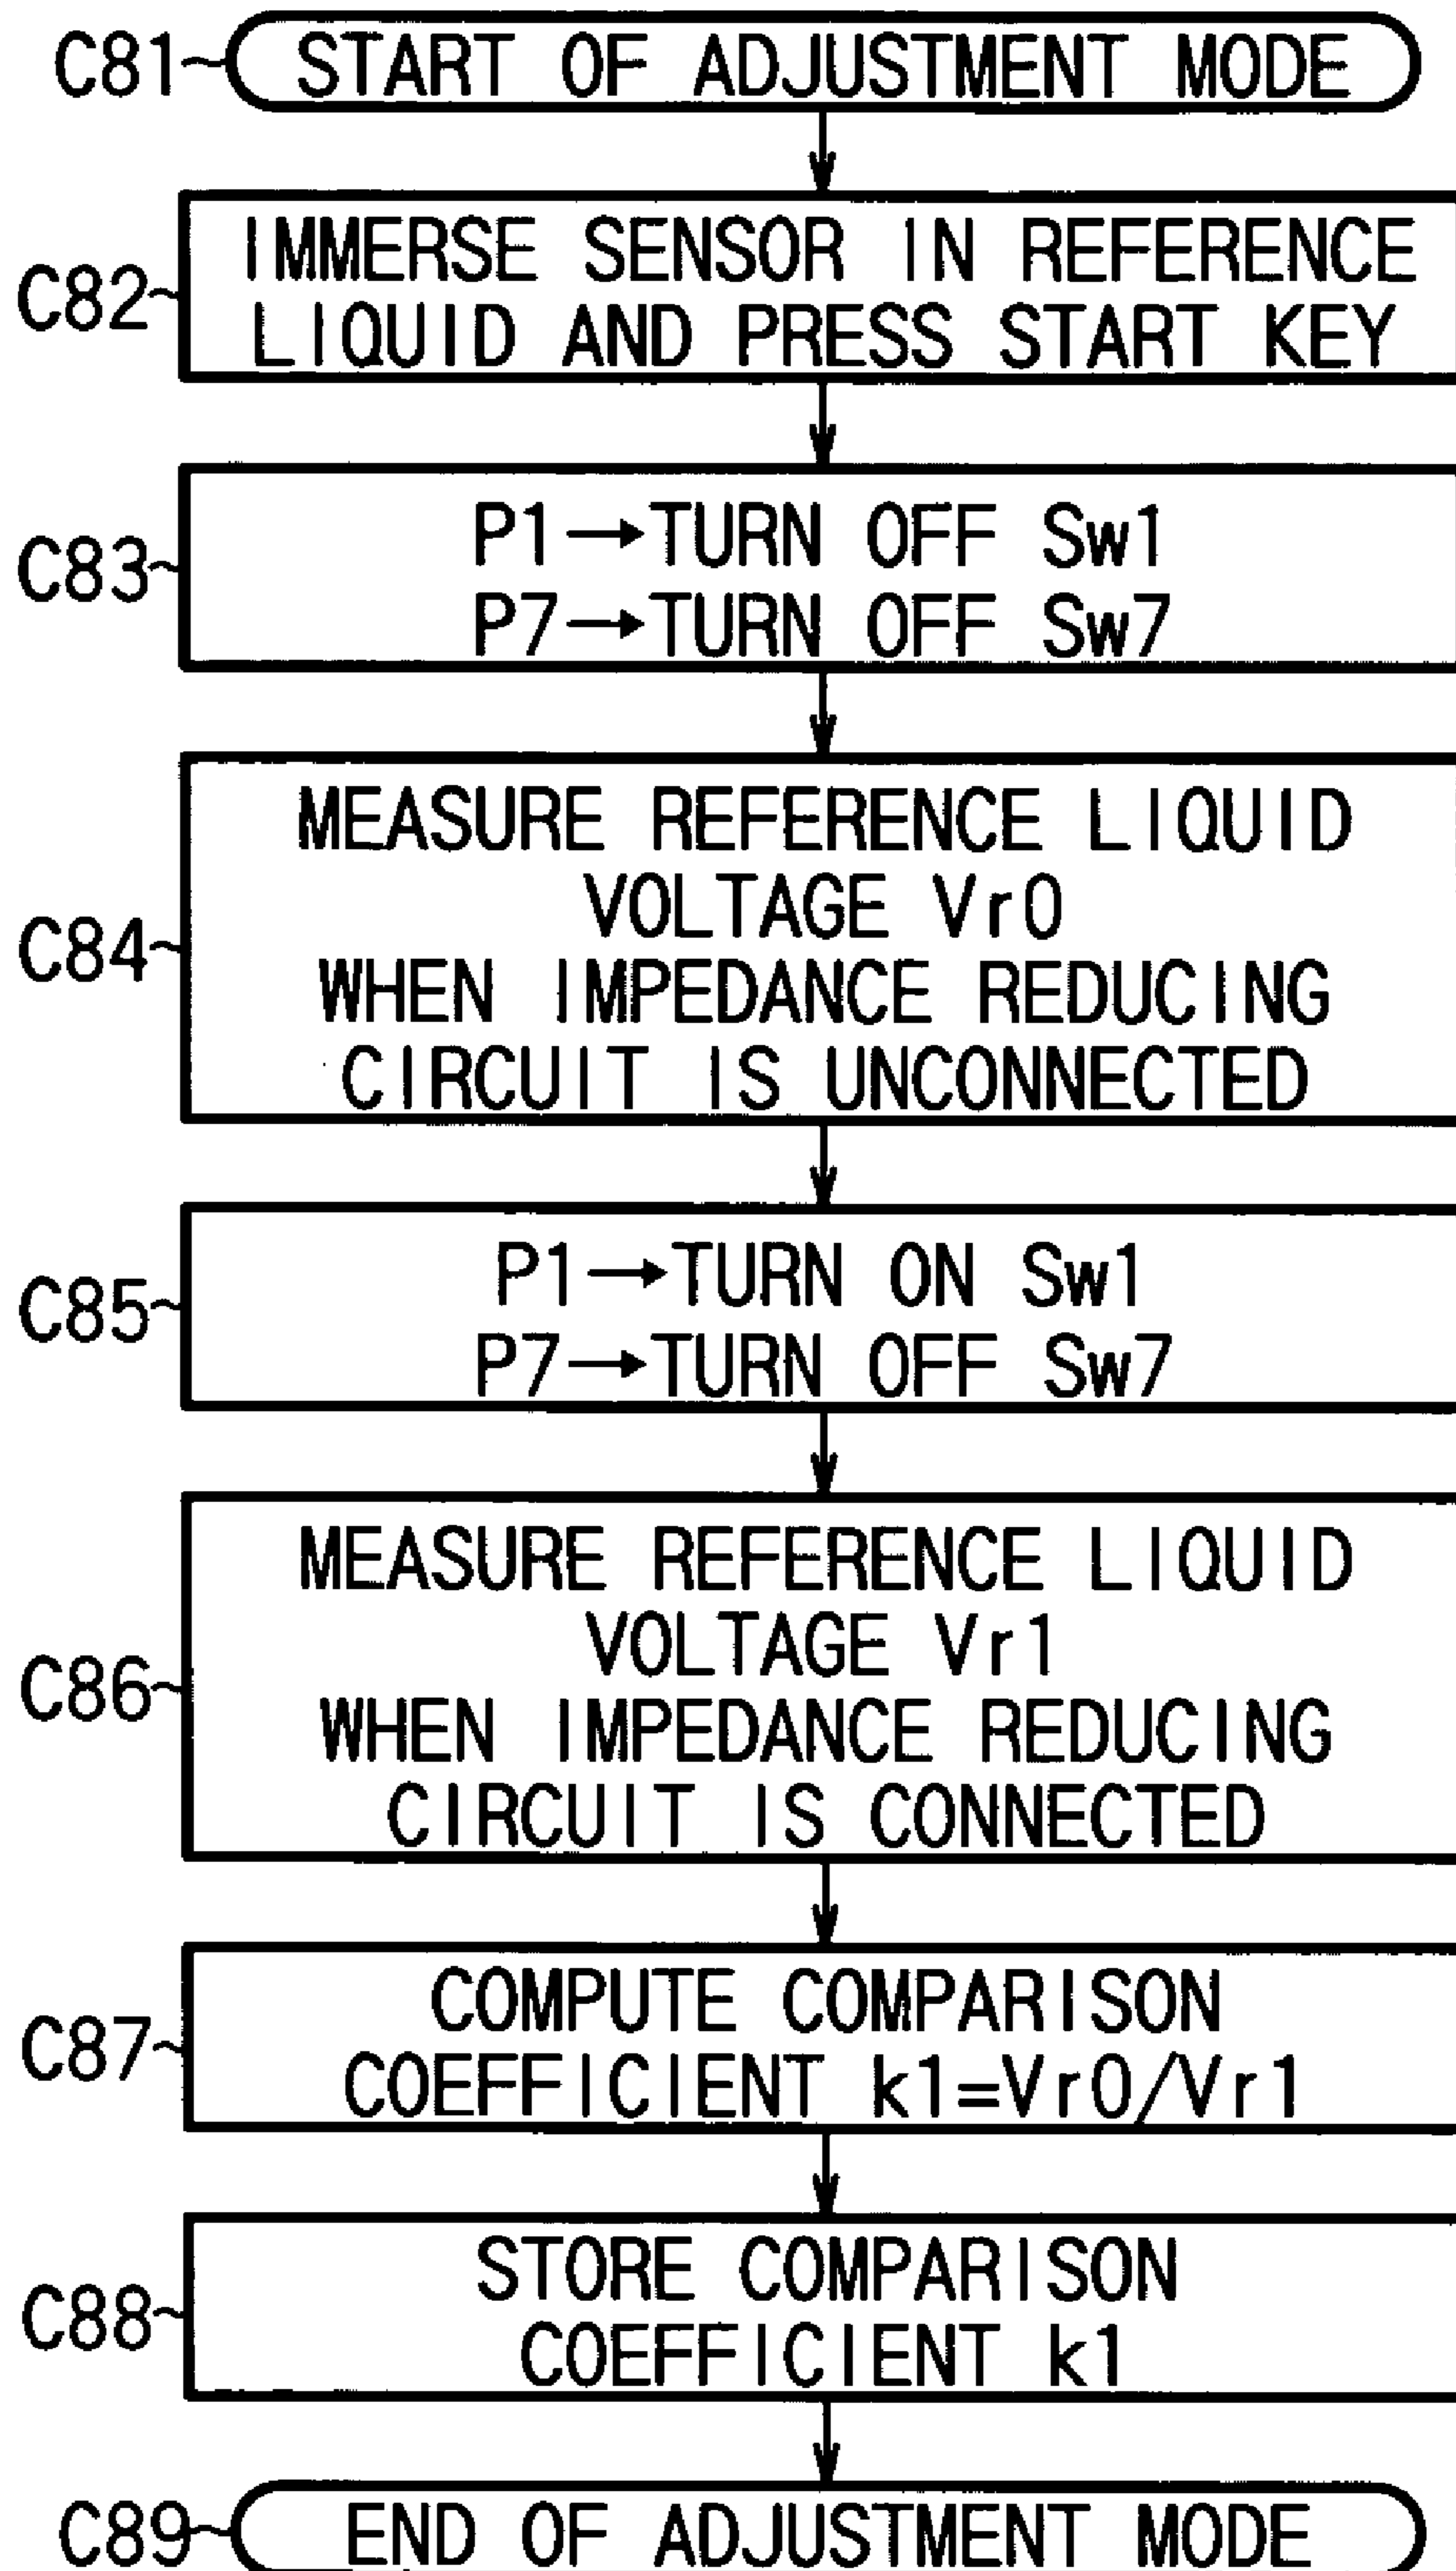 C81 START OF ADJUSTMENT MODE
C82 IMMERSE SENSOR IN REFERENCE
LIQUID AND PRESS START KEY
C83 P1→TURN OFF Sw1
P7→TURN OFF Sw7
C84 MEASURE REFERENCE LIQUID
VOLTAGE Vr0
WHEN IMPEDANCE REDUCING
CIRCUIT IS UNCONNECTED
C85 P1→TURN ON Sw1
P7→TURN OFF Sw7
C86 MEASURE REFERENCE LIQUID
VOLTAGE Vr1
WHEN IMPEDANCE REDUCING
CIRCUIT IS CONNECTED
C87 COMPUTE COMPARISON
COEFFICIENT k1=Vr0/Vr1
C88 STORE COMPARISON
COEFFICIENT k1
C89 END OF ADJUSTMENT MODE